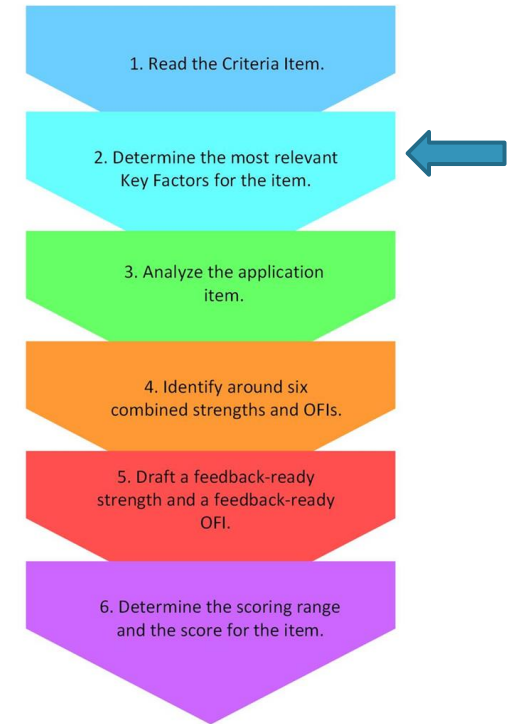 1. Read the Criteria Item.
2. Determine the most relevant
Key Factors for the item.
3. Analyze the application
item.
4. Identify around six
combined strengths and OFIs.
5. Draft a feedback-ready
strength and a feedback-ready
OFI.
6. Determine the scoring range
and the score for the item.